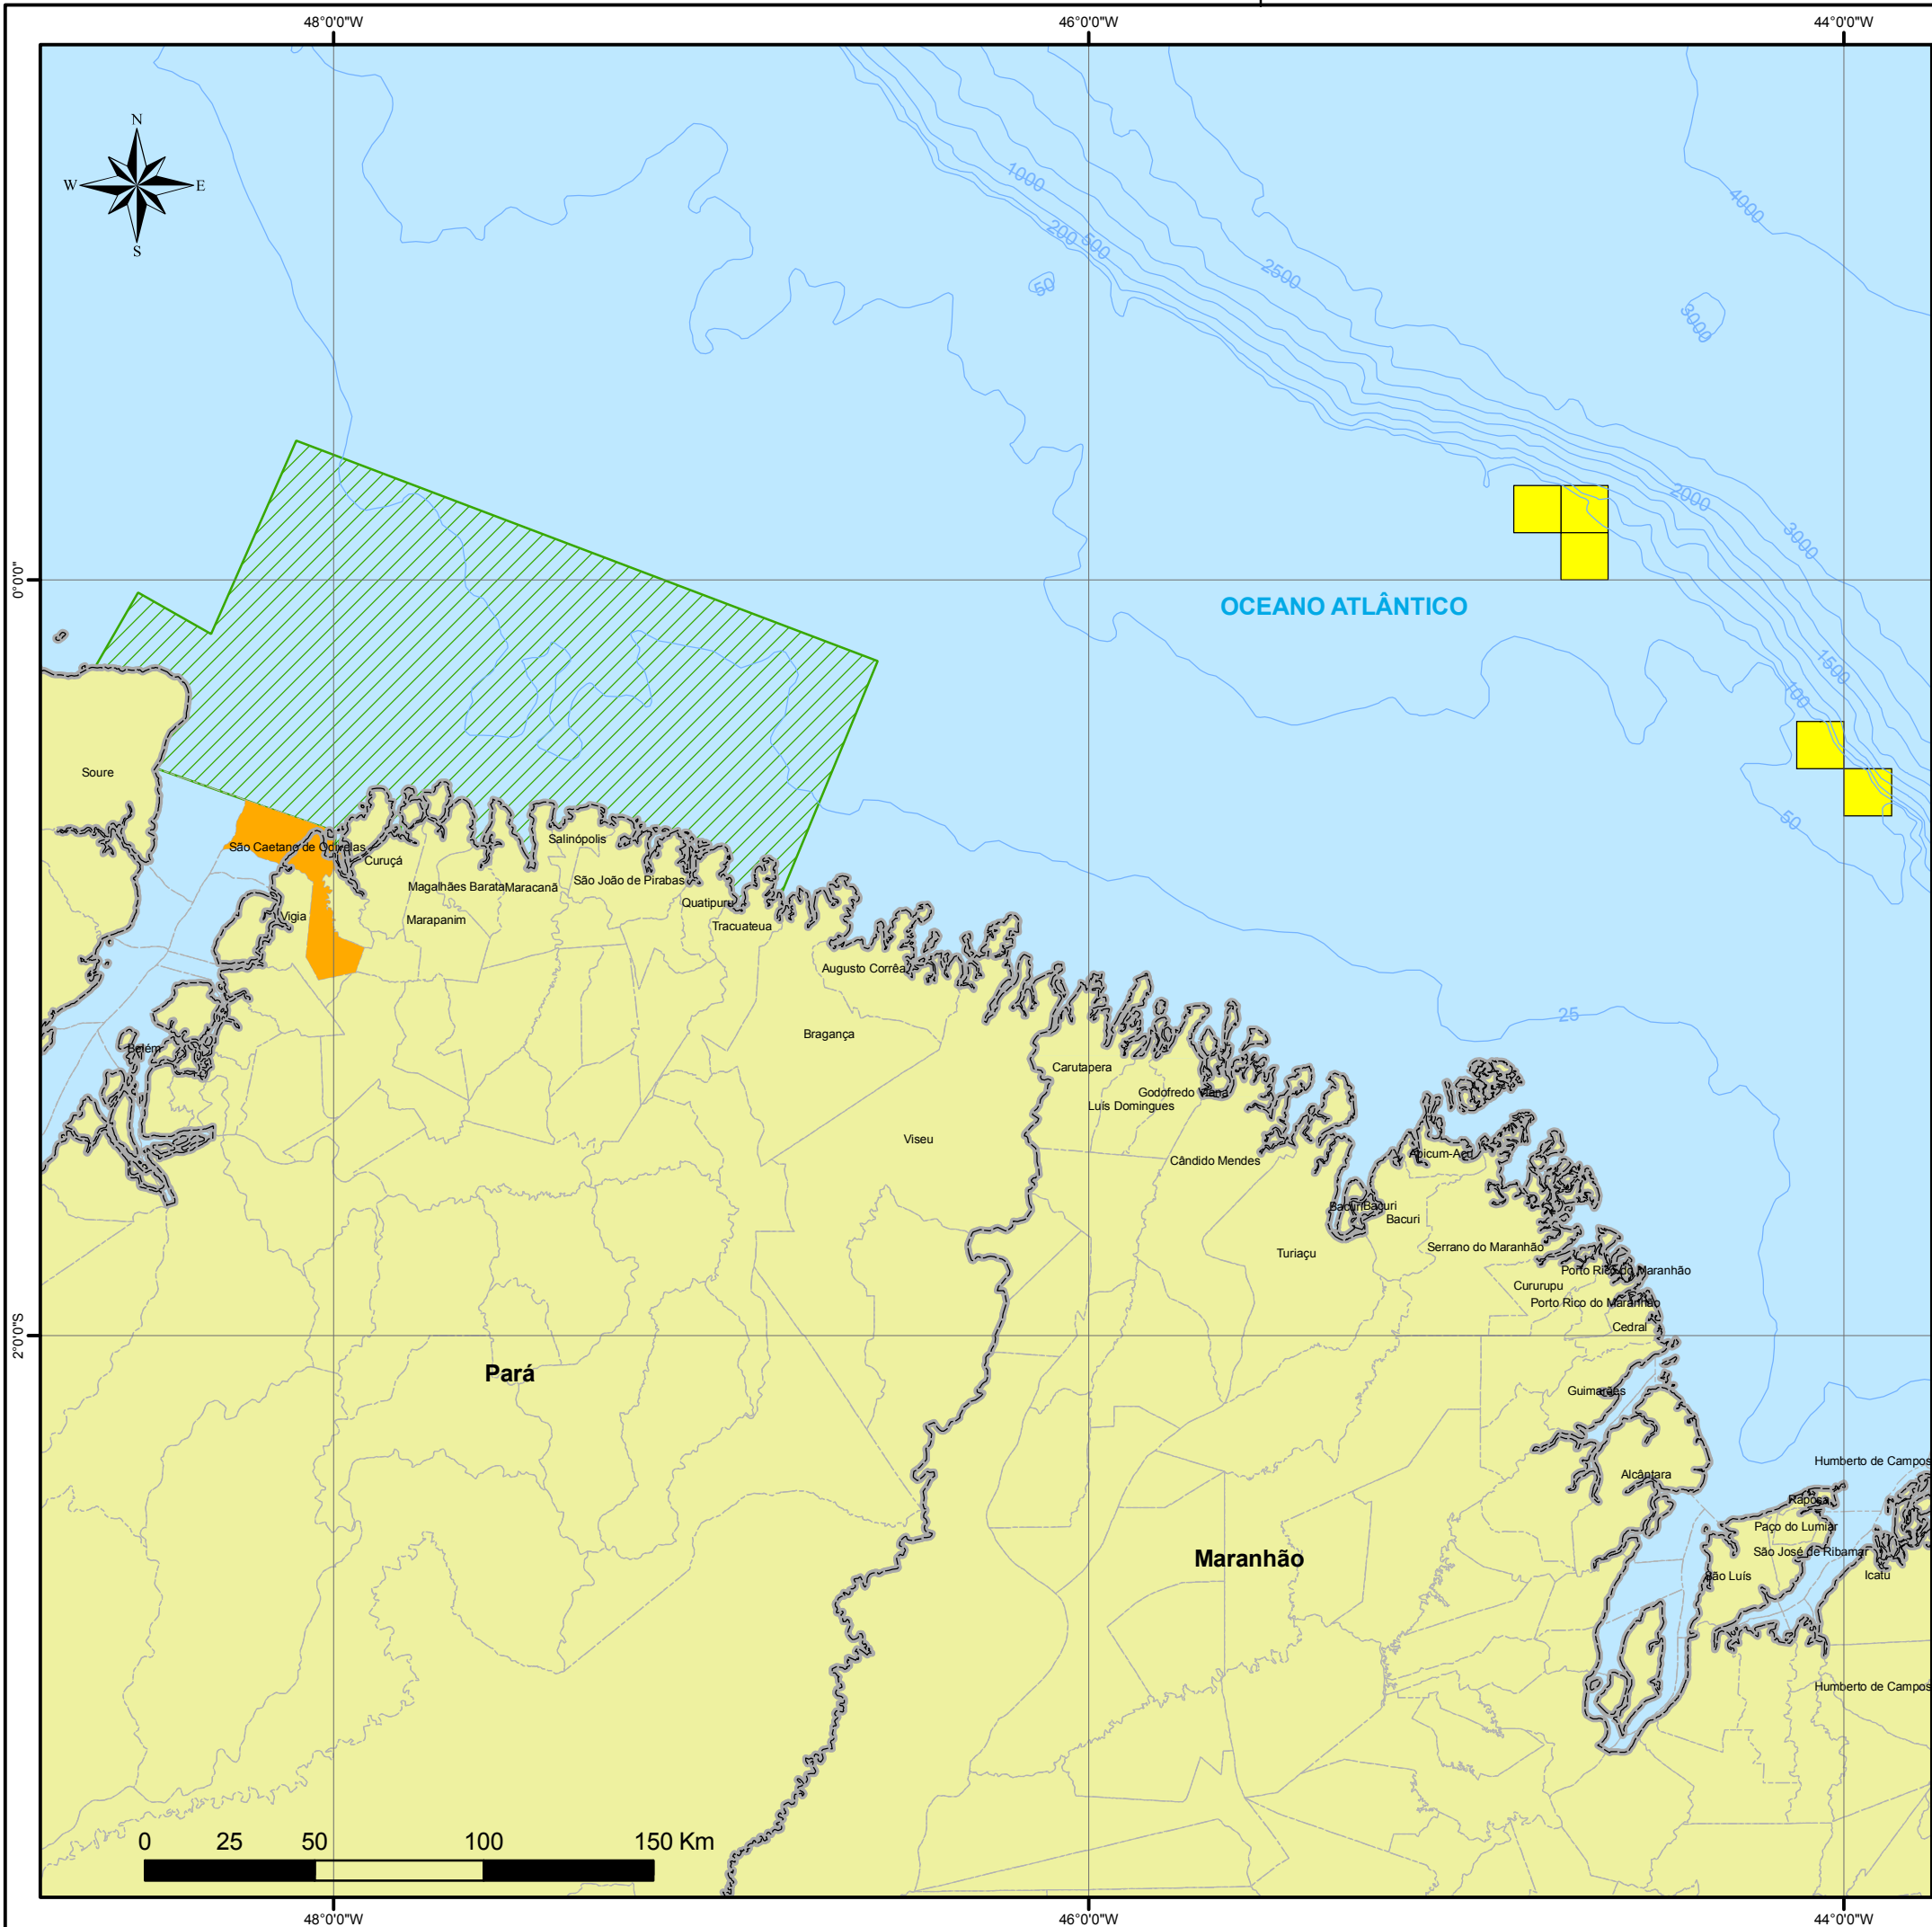 48°0'0"W
46°0'0"W
44°0'0"W
N
W
E
S
1000
200
500
2500
4000
50
3000
2000
3000
0°0'0"
OCEANO ATLÂNTICO
1500
100
Soure
50
São Caetano de Odivelas
Salinópolis
Curuçá
São João de Pirabas
Magalhães Barata
Maracanã
Quatipuru
Vigia
Marapanim
Tracuateua
Augusto Corrêa
25
Bragança
Belém
Carutapera
Godofredo Viana
Luís Domingues
Viseu
Apicum-Açu
Cândido Mendes
Bacuri
Bacuri
Bacuri
Turiaçu
Serrano do Maranhão
Porto Rico do Maranhão
Cururupu
Porto Rico do Maranhão
Cedral
2°0'0"S
Pará
Guimarães
Humberto de Campos
Alcântara
Raposa
Paço do Lumiar
Maranhão
São José de Ribamar
São Luís
Icatu
Humberto de Campos
0
25
50
100
150 Km
48°0'0"W
46°0'0"W
44°0'0"W